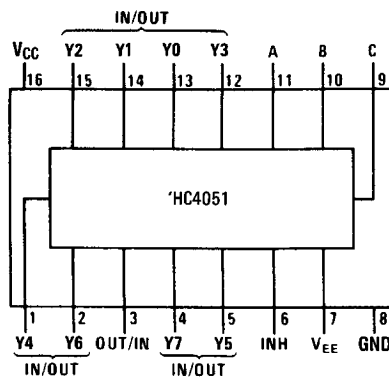 IN/OUT
VCC Y2 Y1 Y0 Y3 A B C
16 15 14 13 12 11 10 9
'HC4051
1 2 3 4 5 6 7 8
Y4 Y6 OUT/IN Y7 Y5 INH VEE GND
IN/OUT IN/OUT